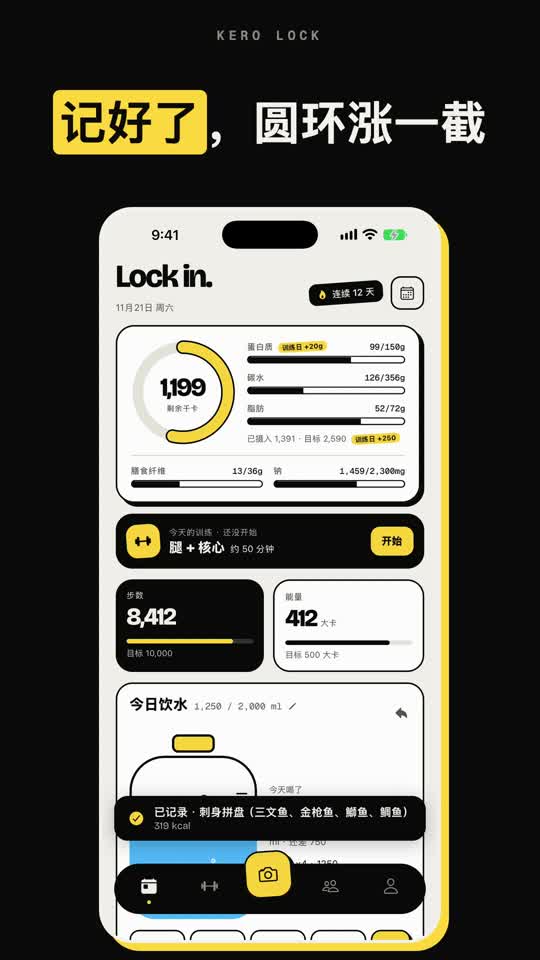 KERO LOCK
记好了，圆环涨一截
9:41
Lock in.
连续 12 天
11月21日 周六
1,199
剩余千卡
蛋白质 训练日 +20g 99/150g
碳水 126/356g
脂肪 52/72g
已摄入 1,391 · 目标 2,590 训练日 +250
膳食纤维 13/36g 钠 1,459/2,300mg
今天的训练 · 还没开始
腿 + 核心 约 50 分钟
开始
步数
8,412
目标 10,000
能量
412 大卡
目标 500 大卡
今日饮水 1,250 / 2,000 ml
今天喝了
已记录 · 刺身拼盘（三文鱼、金枪鱼、鰤鱼、鲷鱼）
319 kcal
ml · 还差 750
x4 · 1250